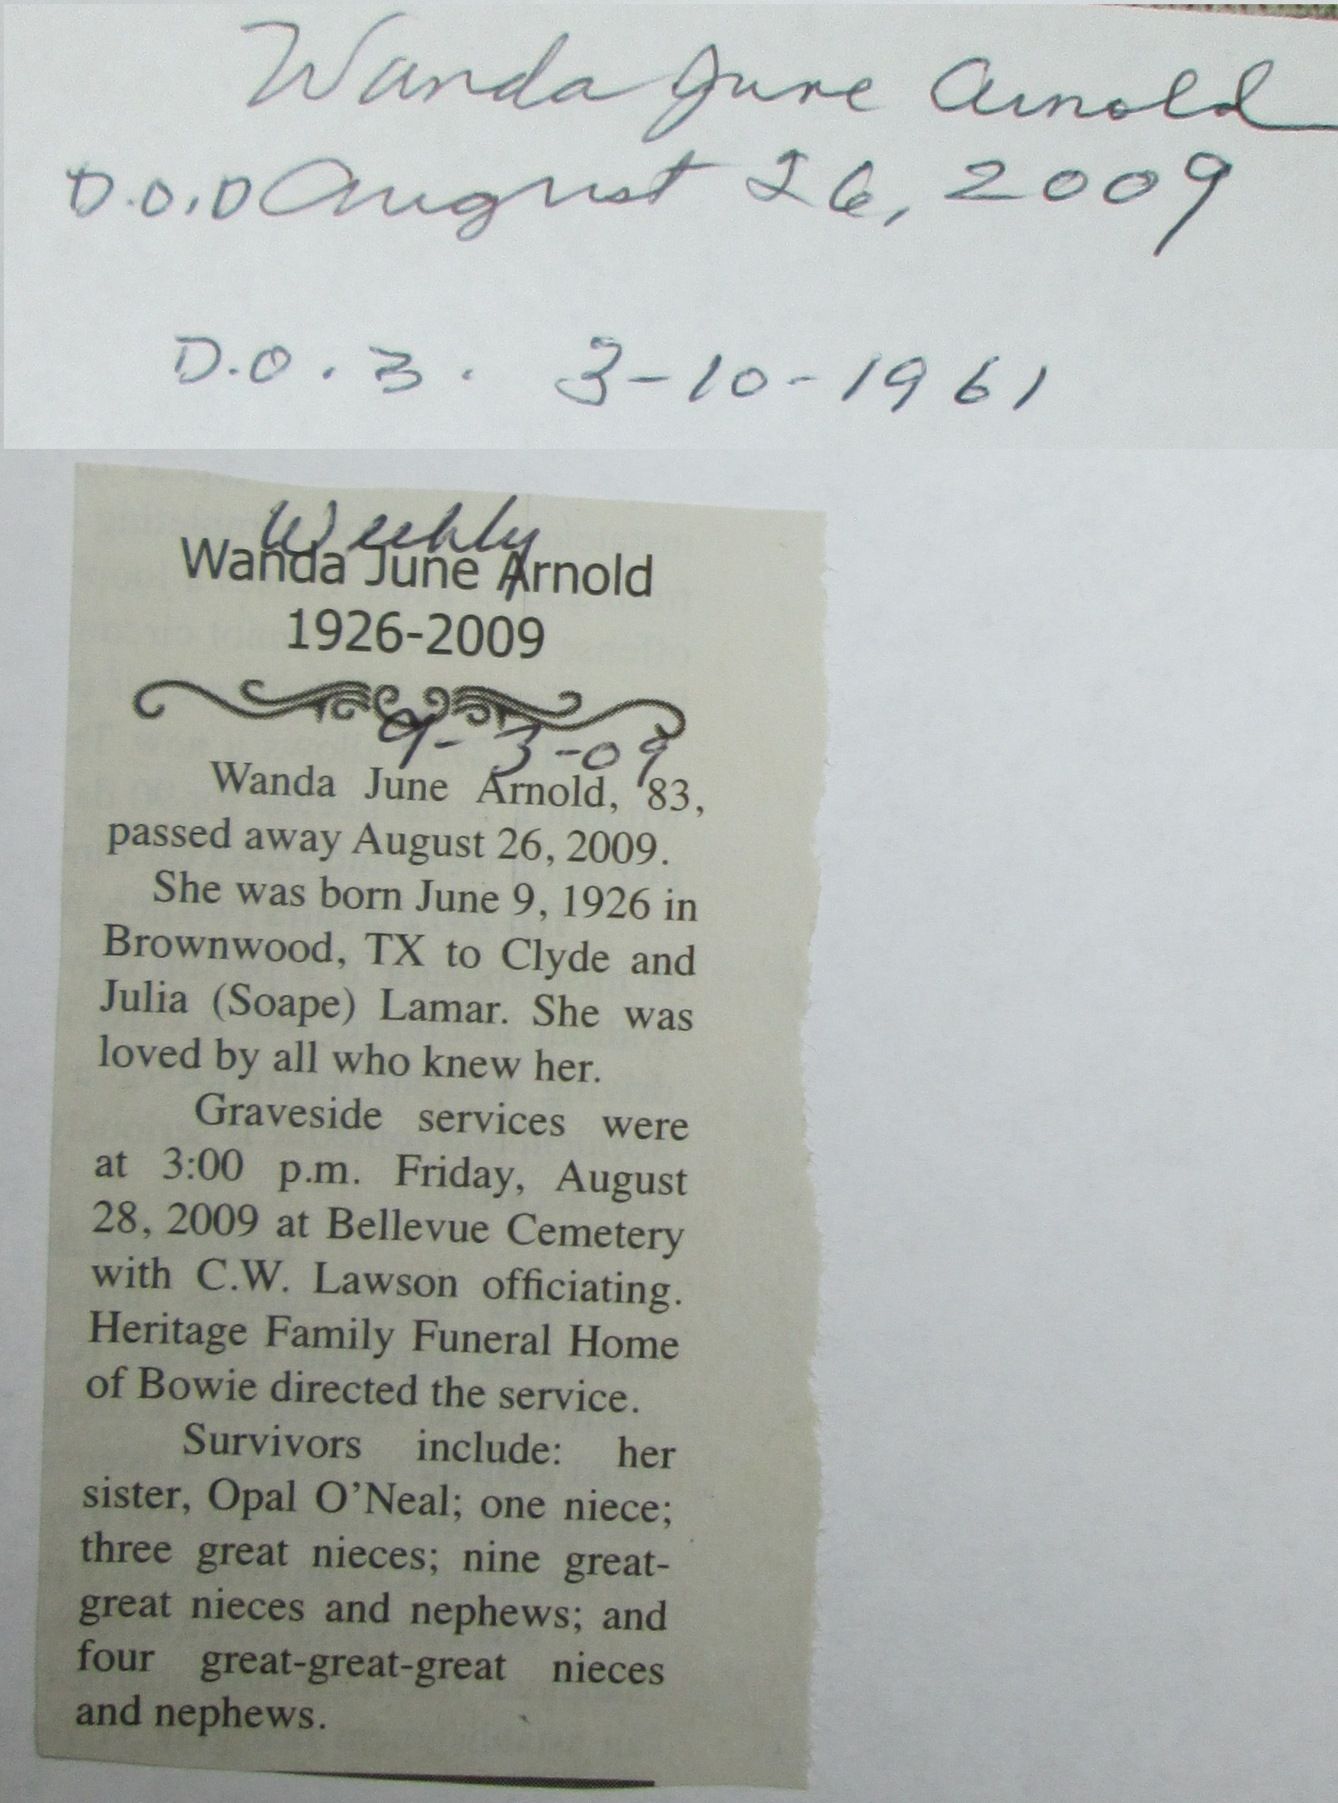 Wanda June Arnold
D.O.D August 26, 2009
D.O.B. 3-10-1961
Weekly
Wanda June Arnold
1926-2009
9-3-09
Wanda June Arnold, 83,
passed away August 26, 2009.
She was born June 9, 1926 in
Brownwood, TX to Clyde and
Julia (Soape) Lamar. She was
loved by all who knew her.
Graveside services were
at 3:00 p.m. Friday, August
28, 2009 at Bellevue Cemetery
with C.W. Lawson officiating.
Heritage Family Funeral Home
of Bowie directed the service.
Survivors include: her
sister, Opal O'Neal; one niece;
three great nieces; nine great-
great nieces and nephews; and
four great-great-great nieces
and nephews.